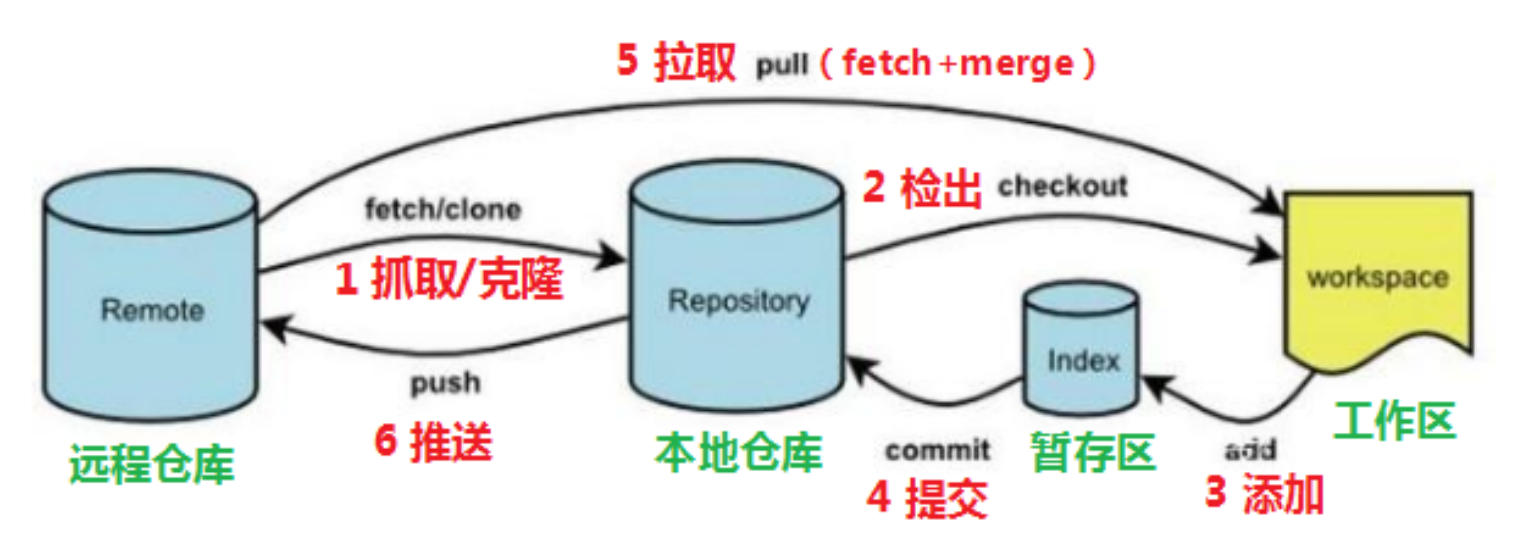 5 拉取 pull（fetch+merge）
fetch/clone
1 抓取/克隆
2 检出 checkout
Remote
Repository
workspace
Index
push
6 推送
commit
4 提交
add
3 添加
远程仓库
本地仓库
暂存区
工作区